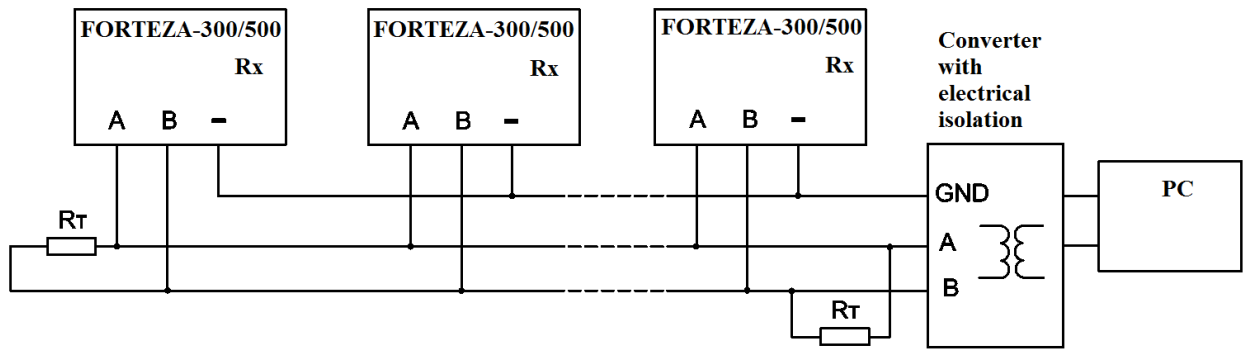 FORTEZA-300/500
Rx
A B -
FORTEZA-300/500
Rx
A B -
FORTEZA-300/500
Rx
A B -
Converter
with
electrical
isolation
GND
A
B
PC
RT
RT